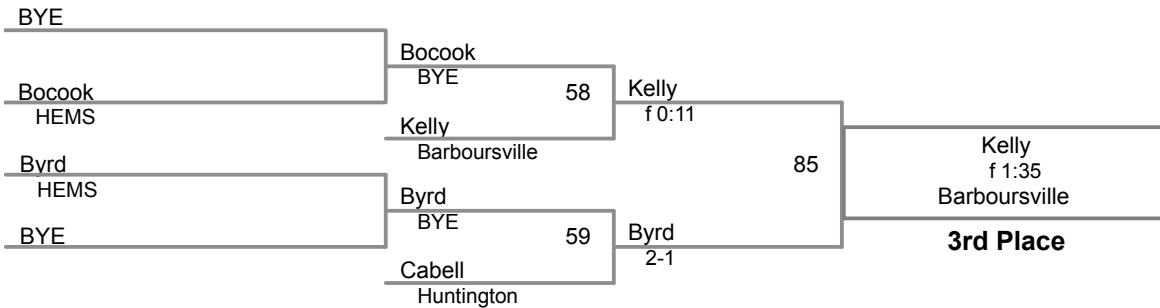 BYE
Bocook
HEMS
Byrd
HEMS
BYE
Bocook
BYE
58
Kelly
Barboursville
Byrd
BYE
59
Cabell
Huntington
Kelly
f 0:11
85
Byrd
2-1
Kelly
f 1:35
Barboursville
3rd Place